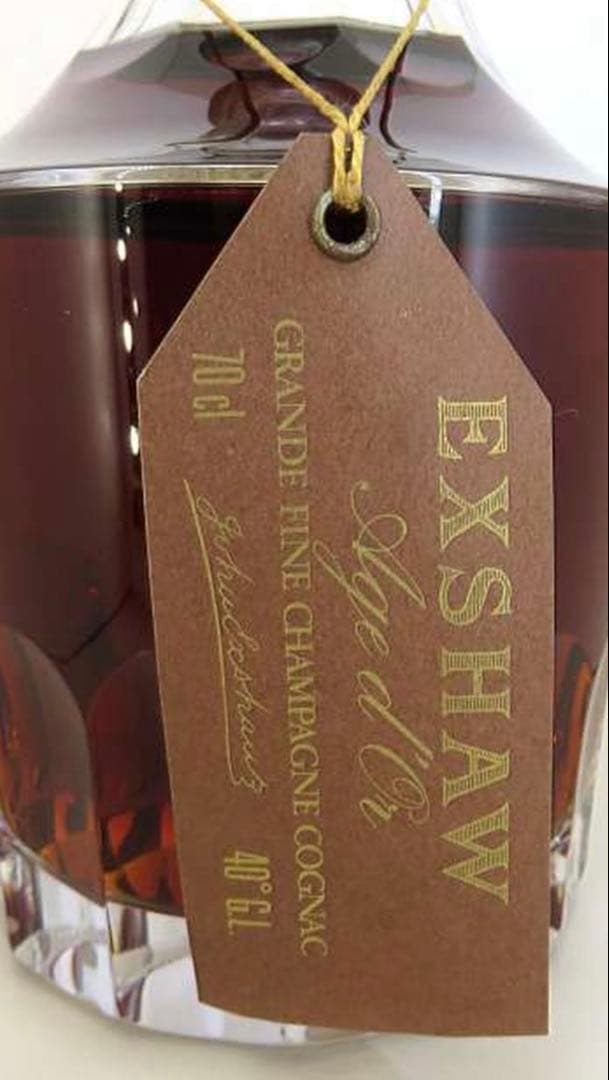 EXSHAW
Age d'Or
GRANDE FINE CHAMPAGNE COGNAC
70 cl
40° G.L.